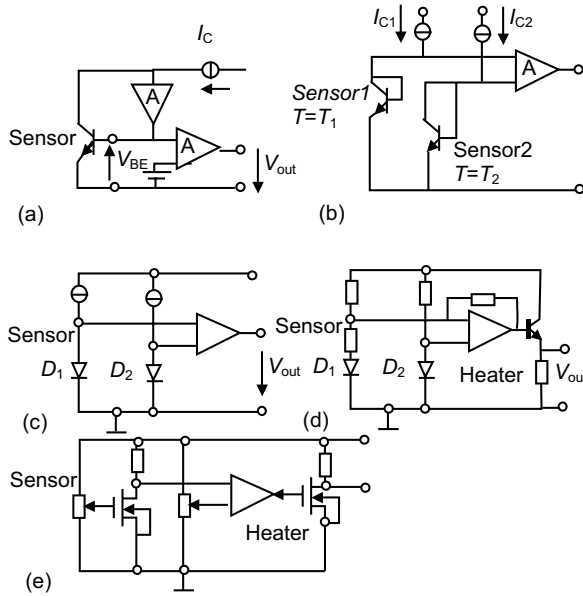 I_C
A
Sensor
V_BE
A
V_out
(a)
I_C1
I_C2
A
Sensor1
T=T_1
Sensor2
T=T_2
(b)
Sensor
D_1
D_2
V_out
(c)
Sensor
D_1
D_2
Heater
V_ou
(d)
Sensor
Heater
(e)